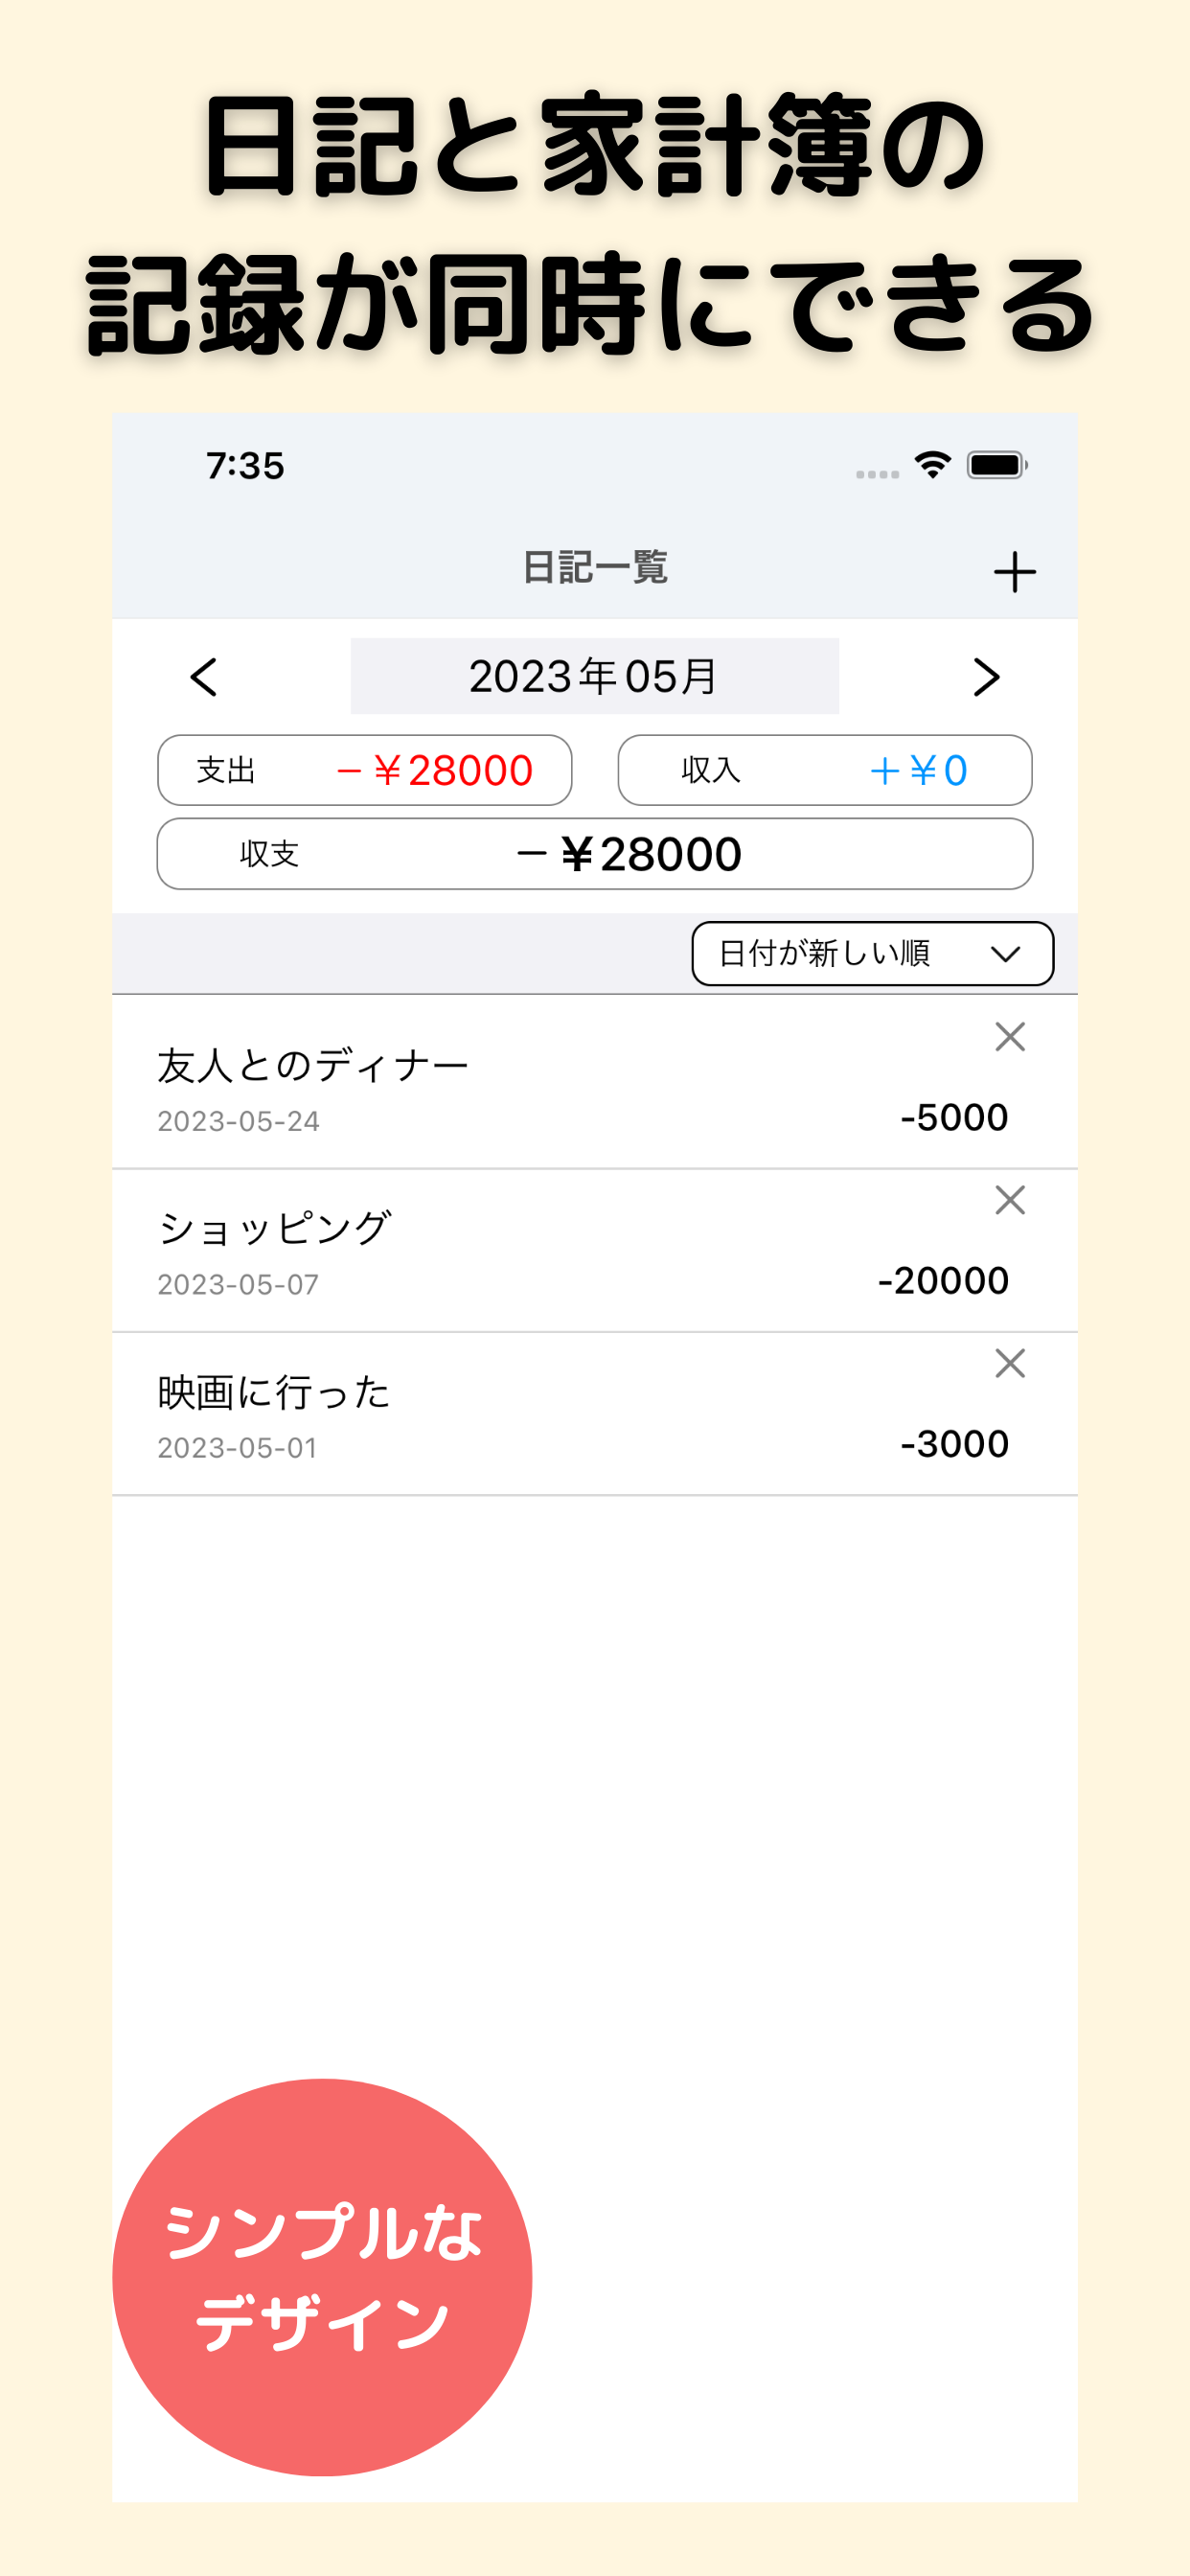 日記と家計簿の
記録が同時にできる
7:35
日記一覧
2023年05月
支出 －￥28000 収入 ＋￥0
収支 －￥28000
日付が新しい順
友人とのディナー
2023-05-24 -5000
ショッピング
2023-05-07 -20000
映画に行った
2023-05-01 -3000
シンプルな
デザイン